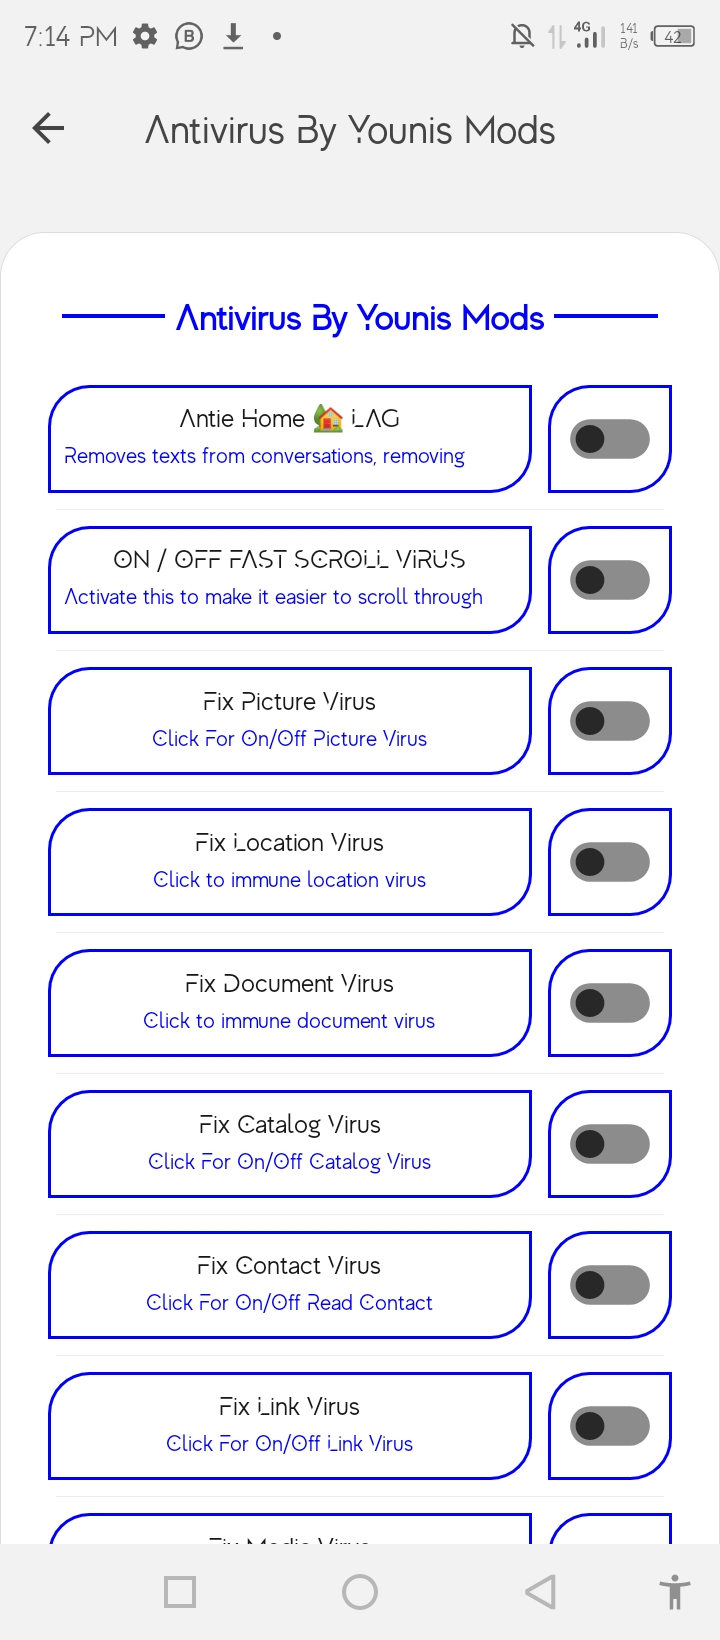 7:14 PM B 4G 141 B/s 42
Antivirus By Younis Mods
Antivirus By Younis Mods
Antie Home 🏡 LAG
Removes texts from conversations, removing
ON / OFF FAST SCROLL ViRUS
Activate this to make it easier to scroll through
Fix Picture Virus
Click For On/Off Picture Virus
Fix Location Virus
Click to immune location virus
Fix Document Virus
Click to immune document virus
Fix Catalog Virus
Click For On/Off Catalog Virus
Fix Contact Virus
Click For On/Off Read Contact
Fix Link Virus
Click For On/Off Link Virus
Fix Media Virus